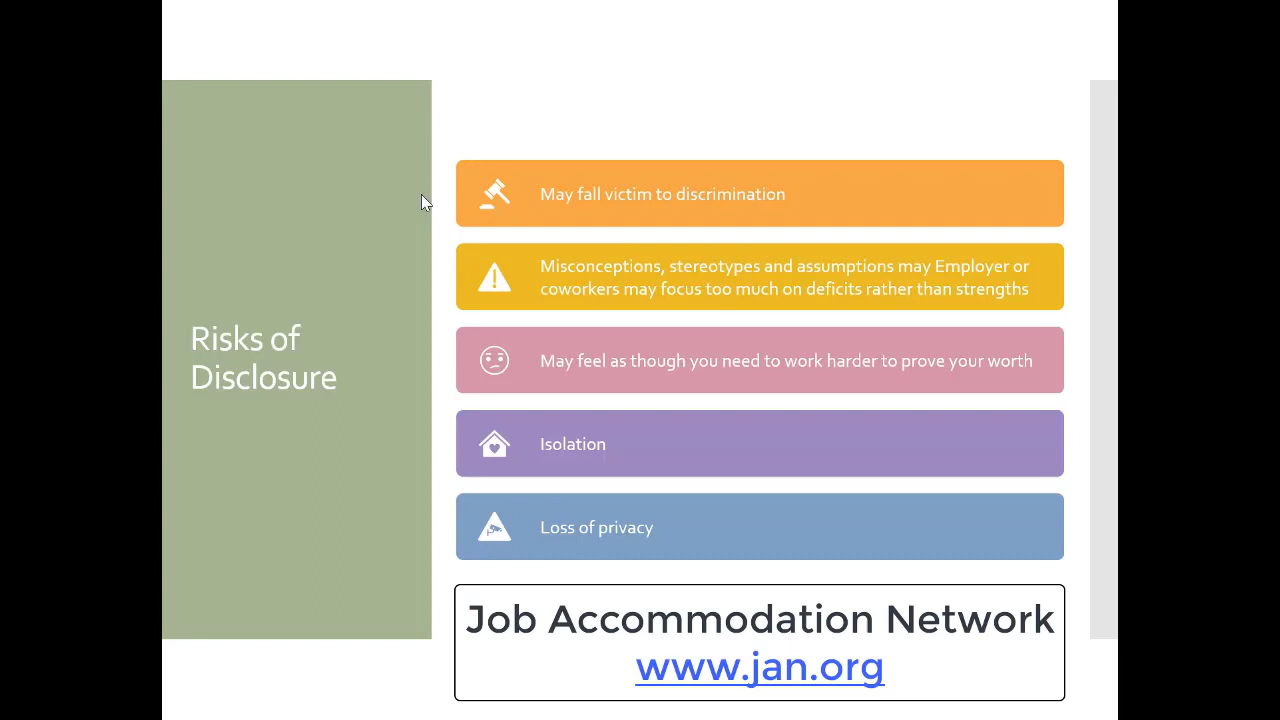 Risks of
Disclosure
May fall victim to discrimination
Misconceptions, stereotypes and assumptions may Employer or
coworkers may focus too much on deficits rather than strengths
May feel as though you need to work harder to prove your worth
Isolation
Loss of privacy
Job Accommodation Network
www.jan.org